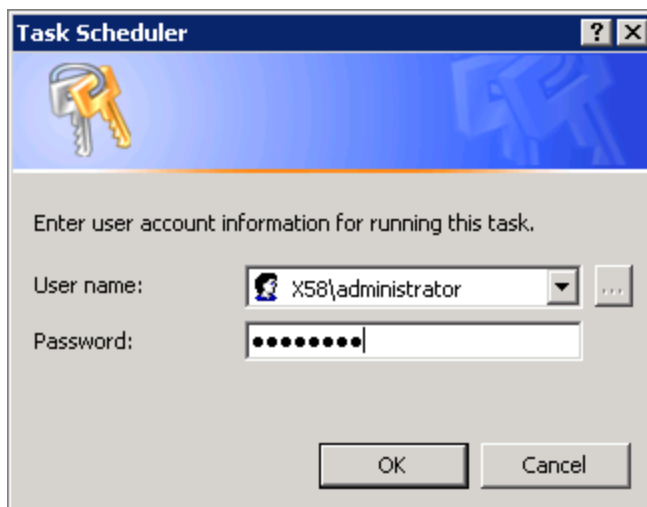 Task Scheduler
Enter user account information for running this task.
User name:
X58\administrator
...
Password:
••••••••
OK
Cancel